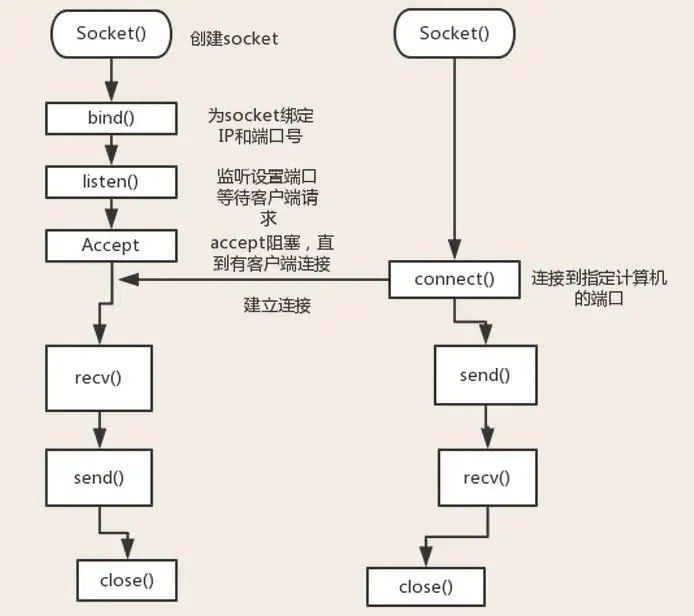 Socket()
创建socket
Socket()
bind()
为socket绑定
IP和端口号
listen()
监听设置端口
等待客户端请
求
Accept
accept阻塞，直
到有客户端连接
connect()
连接到指定计算机
的端口
建立连接
recv()
send()
send()
recv()
close()
close()